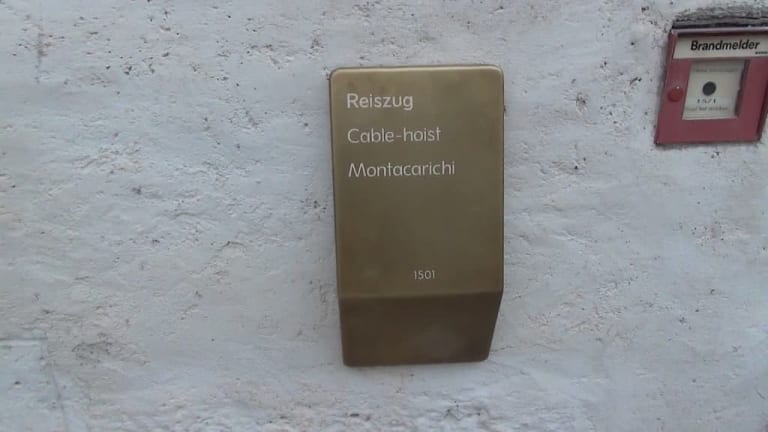 Reiszug
Cable-hoist
Montacarichi
1501
Brandmelder